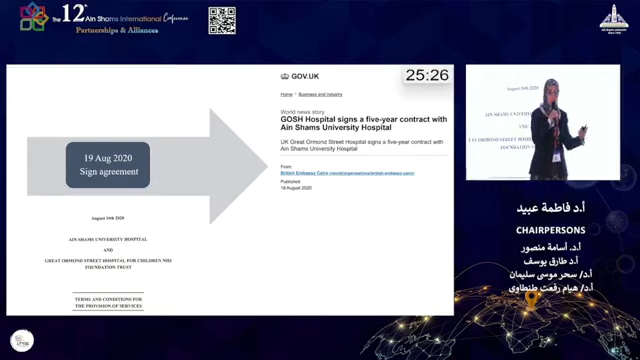 The 12th Ain Shams International Conference
Partnerships & Alliances
GOV.UK
25:26
Home > Business and industry
World news story
GOSH Hospital signs a five-year contract with
Ain Shams University Hospital
UK Great Ormond Street Hospital signs a five-year contract with
Ain Shams University Hospital
From:
British Embassy Cairo
Published
19 August 2020
19 Aug 2020
Sign agreement
August 19th 2020
AIN SHAMS UNIVERSITY HOSPITAL
AND
GREAT ORMOND STREET HOSPITAL FOR CHILDREN NHS
FOUNDATION TRUST
TERMS AND CONDITIONS FOR
THE PROVISION OF SERVICES
أ.د فاطمة عبيد
CHAIRPERSONS
أ.د. أسامة منصور
أ.د طارق يوسف
أ.د/ سحر موسى سليمان
أ.د/ هيام رفعت طنطاوي